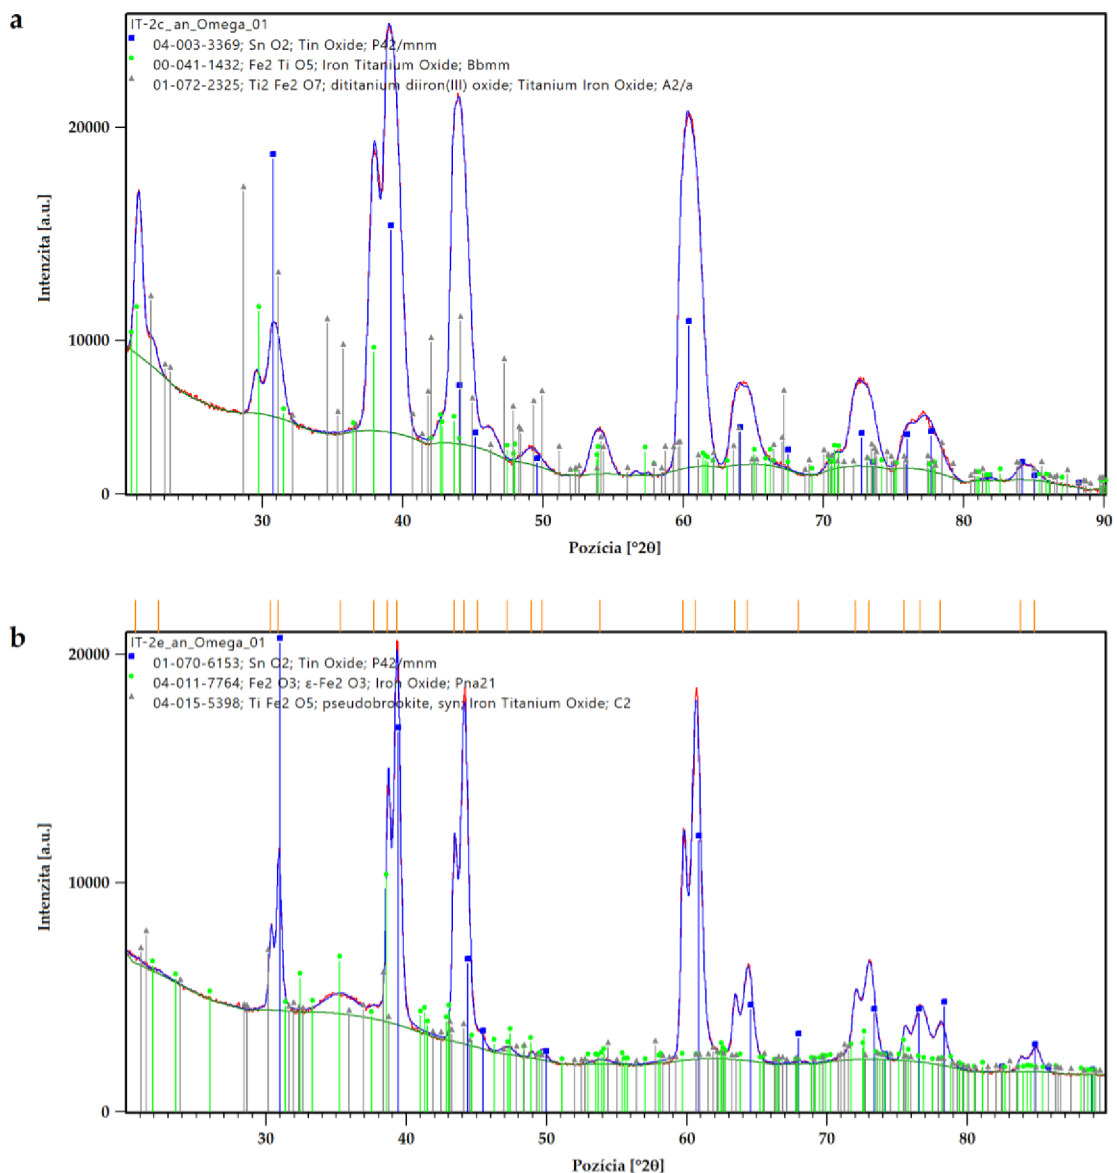 a
IT-2c_an_Omega_01
04-003-3369; Sn O2; Tin Oxide; P42/mnm
00-041-1432; Fe2 Ti O5; Iron Titanium Oxide; Bbmm
01-072-2325; Ti2 Fe2 O7; dititanium diiron(III) oxide; Titanium Iron Oxide; A2/a
20000
10000
0
Intenzita [a.u.]
30 40 50 60 70 80 90
Pozícia [°2θ]
b
IT-2e_an_Omega_01
01-070-6153; Sn O2; Tin Oxide; P42/mnm
04-011-7764; Fe2 O3; ε-Fe2 O3; Iron Oxide; Pna21
04-015-5398; Ti Fe2 O5; pseudobrookite, syn; Iron Titanium Oxide; C2
20000
10000
0
Intenzita [a.u.]
30 40 50 60 70 80
Pozícia [°2θ]